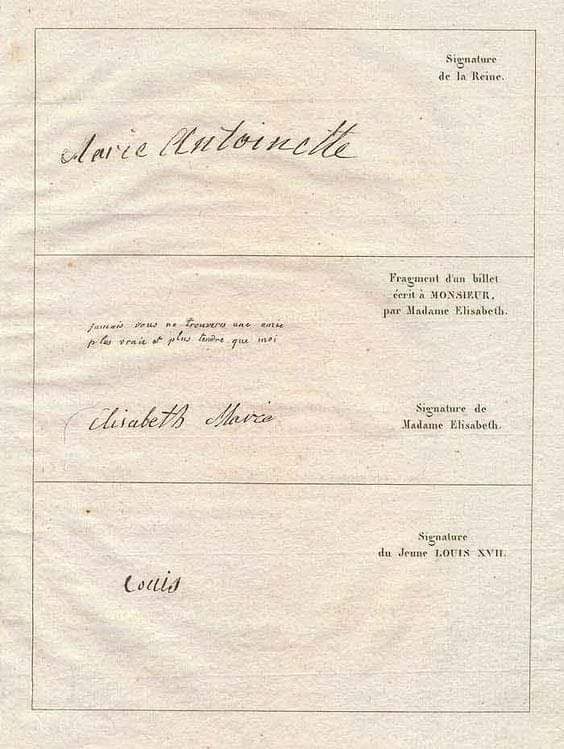 Signature
de la Reine.
Marie Antoinette
Fragment d'un billet
écrit à MONSIEUR,
par Madame Elisabeth.
jamais vous ne trouverez une amie
plus vraie et plus tendre que moi
Signature de
Madame Elisabeth.
Elisabeth Marie
Signature
du Jeune LOUIS XVII.
Louis